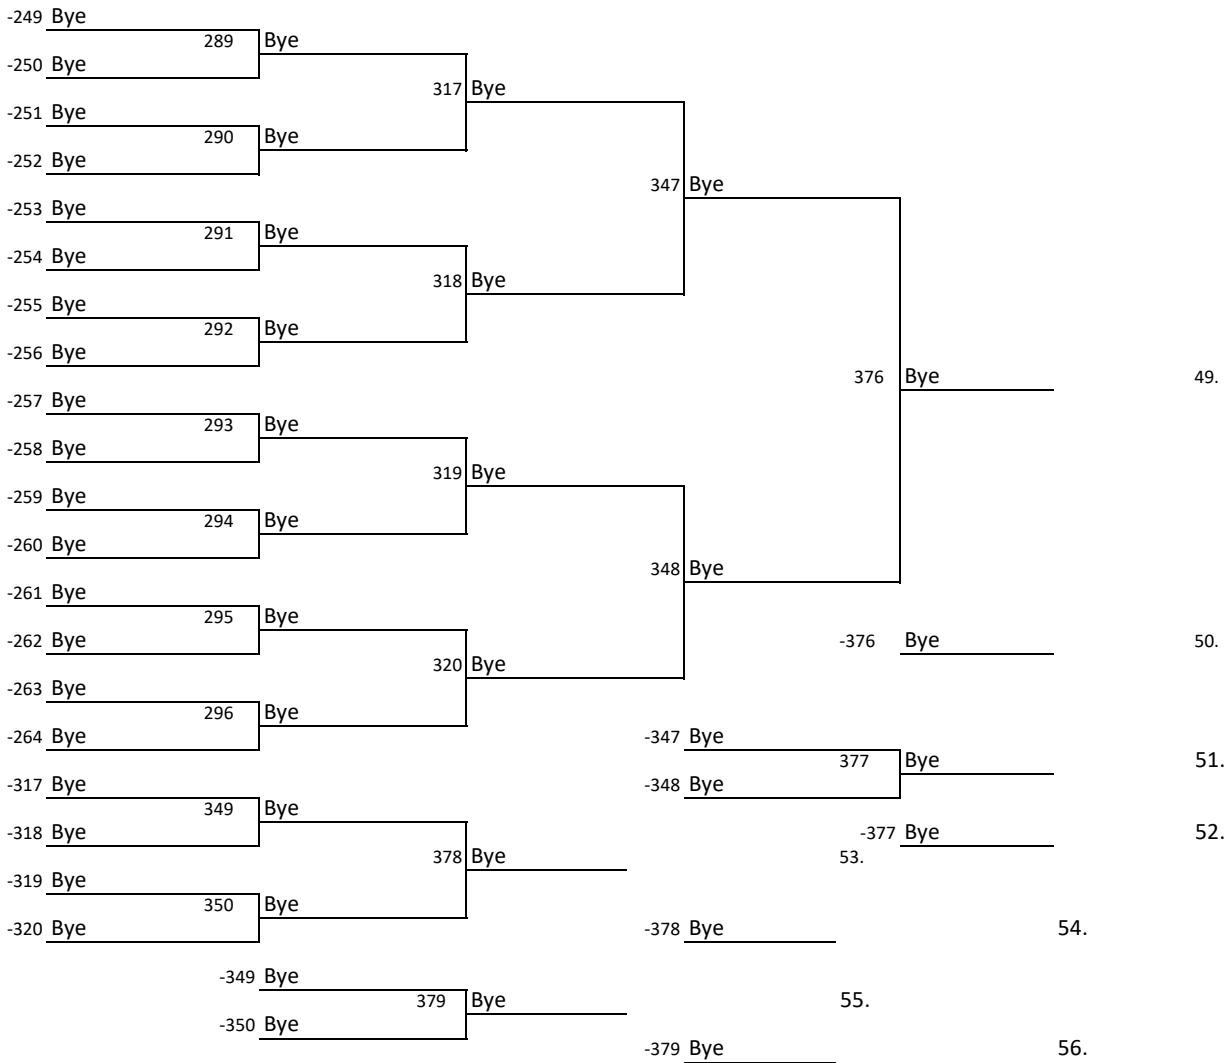 -249 Bye
289 Bye
-250 Bye
317 Bye
-251 Bye
290 Bye
-252 Bye
347 Bye
-253 Bye
291 Bye
-254 Bye
318 Bye
-255 Bye
292 Bye
-256 Bye
376 Bye 49.
-257 Bye
293 Bye
-258 Bye
319 Bye
-259 Bye
294 Bye
-260 Bye
348 Bye
-261 Bye
295 Bye
-262 Bye -376 Bye 50.
320 Bye
-263 Bye
296 Bye
-264 Bye -347 Bye
377 Bye 51.
-317 Bye -348 Bye
349 Bye
-318 Bye -377 Bye 52.
378 Bye 53.
-319 Bye
350 Bye
-320 Bye -378 Bye 54.
-349 Bye
379 Bye 55.
-350 Bye
-379 Bye 56.